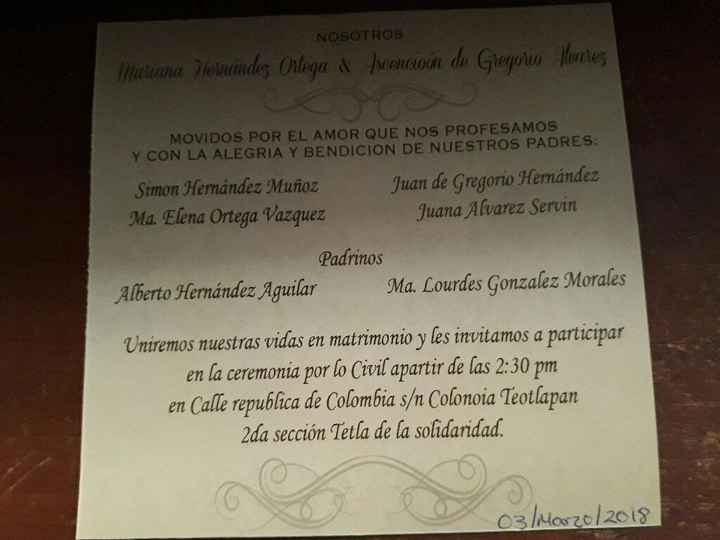 NOSOTROS
Mariana Hernández Ortega & Ascención de Gregorio Alvarez
MOVIDOS POR EL AMOR QUE NOS PROFESAMOS
Y CON LA ALEGRIA Y BENDICION DE NUESTROS PADRES:
Simon Hernández Muñoz Juan de Gregorio Hernández
Ma. Elena Ortega Vazquez Juana Alvarez Servin
Padrinos
Alberto Hernández Aguilar Ma. Lourdes Gonzalez Morales
Uniremos nuestras vidas en matrimonio y les invitamos a participar
en la ceremonia por lo Civil apartir de las 2:30 pm
en Calle republica de Colombia s/n Colonoia Teotlapan
2da sección Tetla de la solidaridad.
03/Marzo/2018